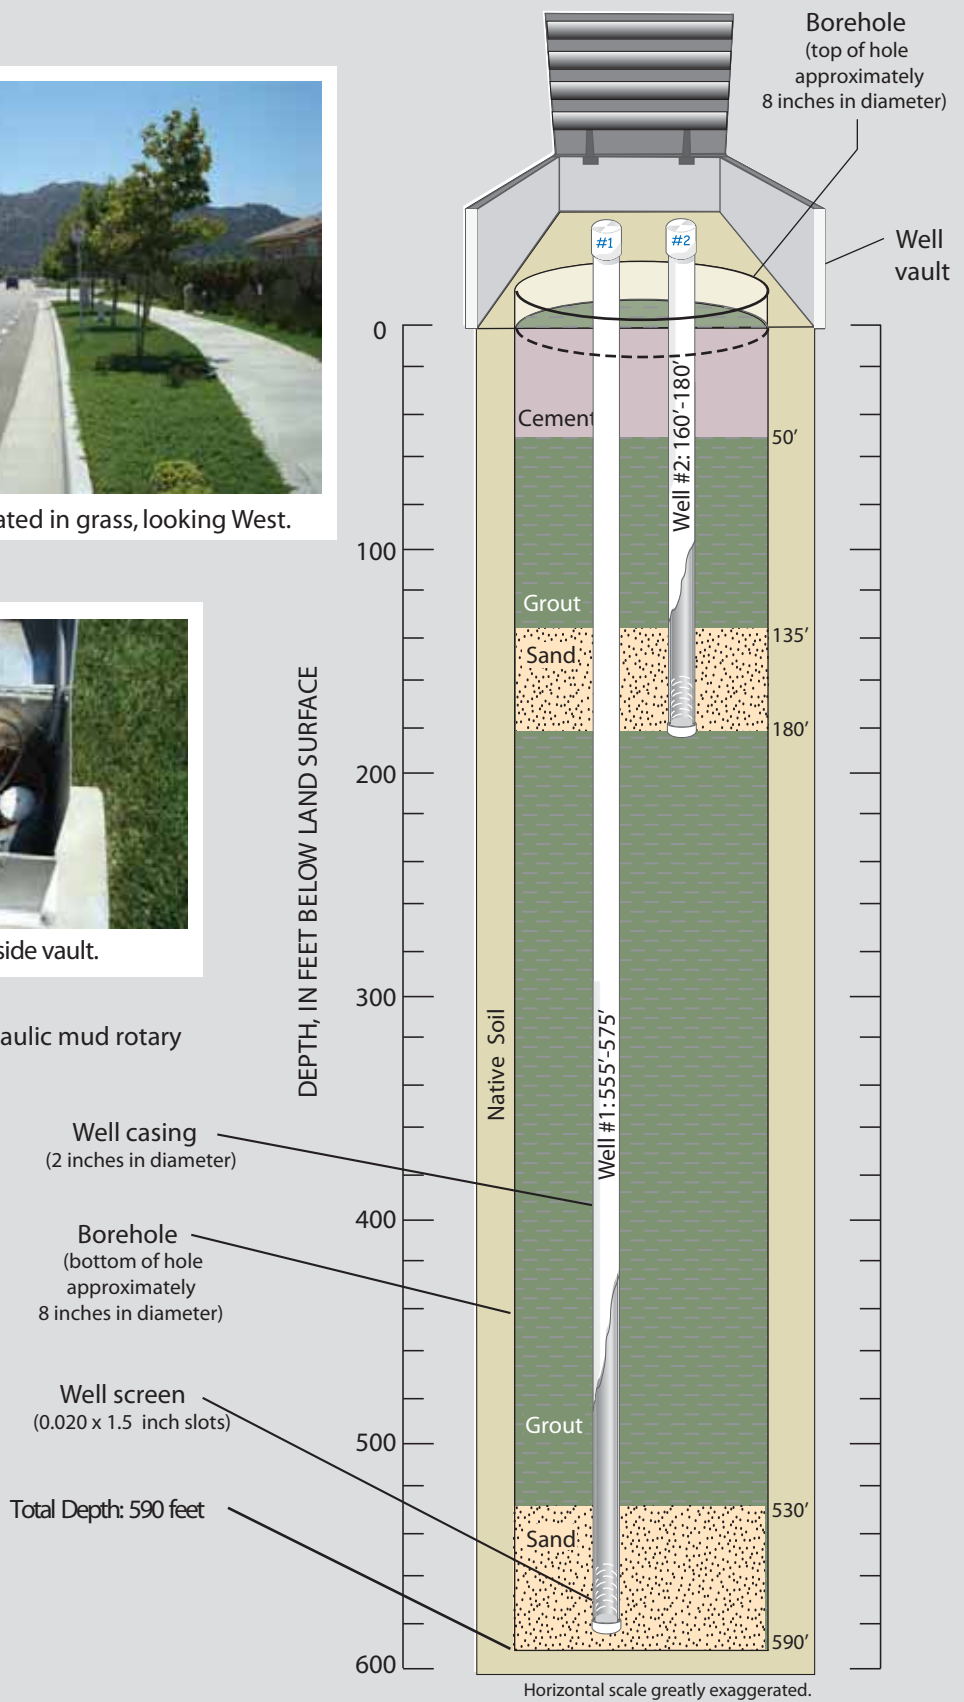 Borehole
(top of hole
approximately
8 inches in diameter)
Well
vault
#1
#2
ated in grass, looking West.
side vault.
aulic mud rotary
DEPTH, IN FEET BELOW LAND SURFACE
0
100
200
300
400
500
600
Cement
50’
Well #2: 160’-180’
Grout
135’
Sand
180’
Native Soil
Well #1: 555’-575’
Well casing
(2 inches in diameter)
Borehole
(bottom of hole
approximately
8 inches in diameter)
Well screen
(0.020 x 1.5 inch slots)
Grout
Total Depth: 590 feet
530’
Sand
590’
Horizontal scale greatly exaggerated.